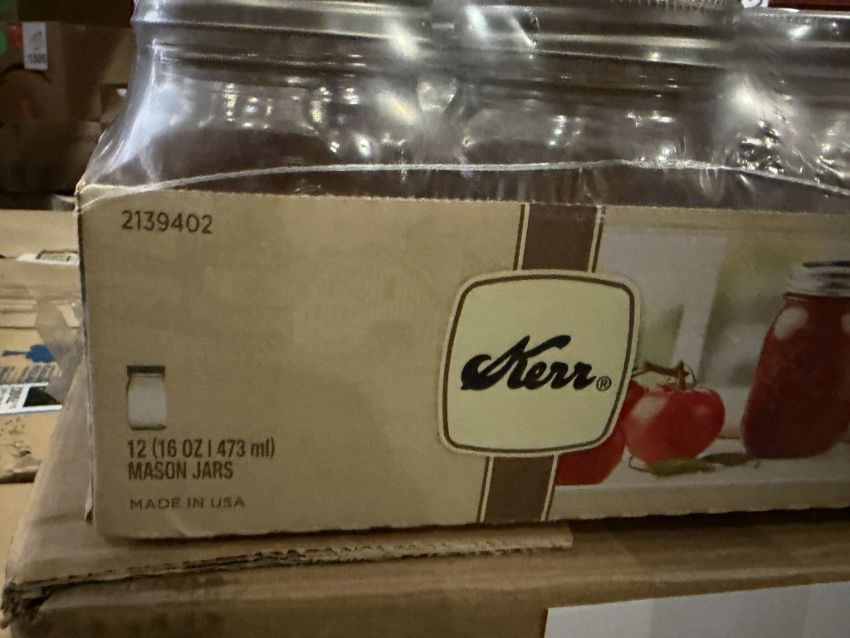 2139402
Kerr®
12 (16 OZ | 473 ml)
MASON JARS
MADE IN USA